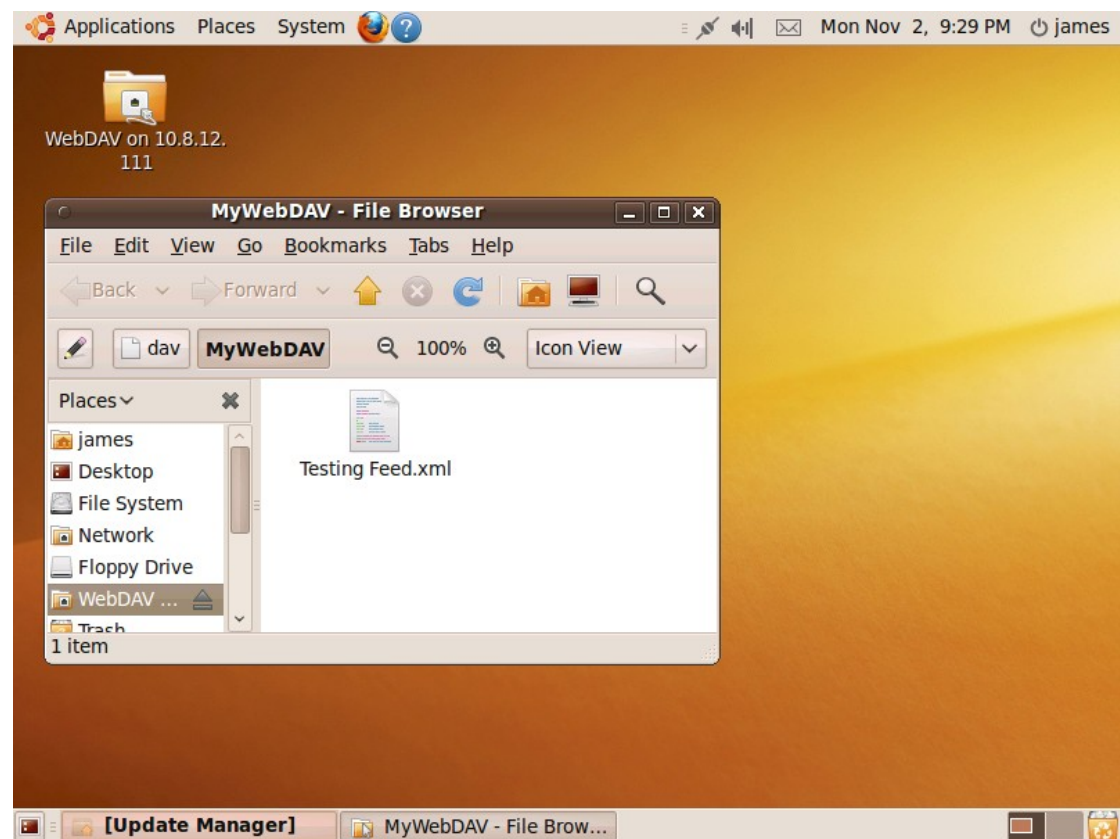 Applications Places System ? Mon Nov 2, 9:29 PM james
WebDAV on 10.8.12.
111
MyWebDAV - File Browser
File Edit View Go Bookmarks Tabs Help
Back Forward
dav MyWebDAV 100% Icon View
Places
james
Desktop
File System
Network
Floppy Drive
WebDAV ...
Trash
Testing Feed.xml
1 item
[Update Manager] MyWebDAV - File Brow...